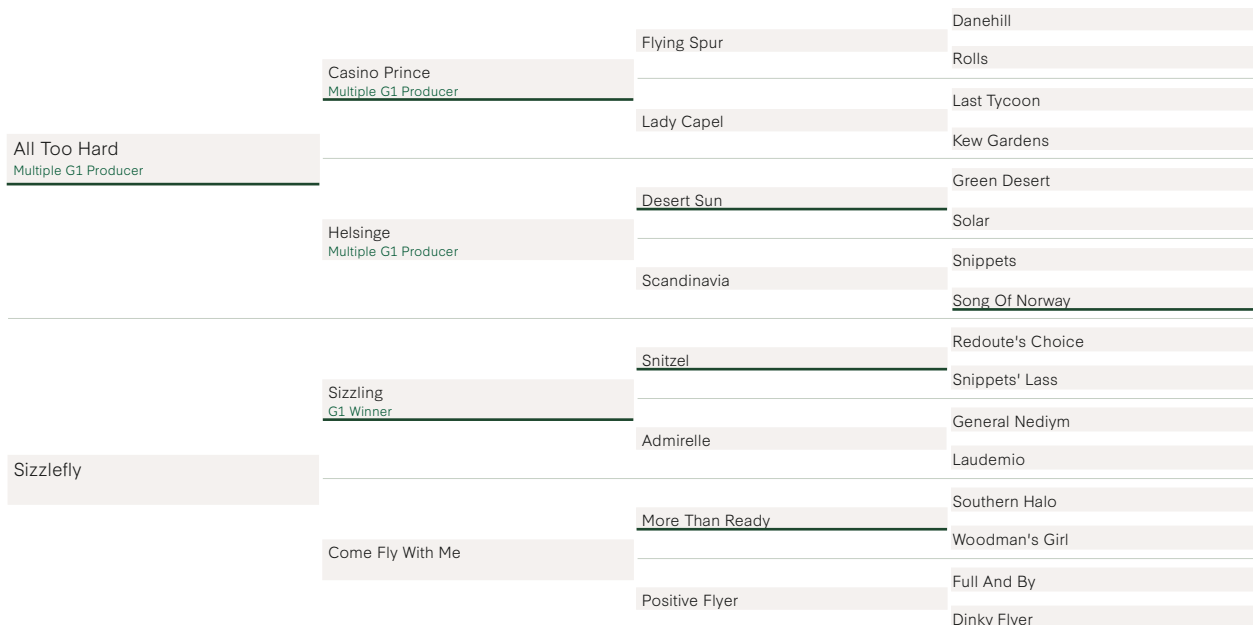 Danehill
Flying Spur
Rolls
Casino Prince
Multiple G1 Producer
Last Tycoon
Lady Capel
Kew Gardens
All Too Hard
Multiple G1 Producer
Green Desert
Desert Sun
Solar
Helsinge
Multiple G1 Producer
Snippets
Scandinavia
Song Of Norway
Redoute's Choice
Snitzel
Snippets' Lass
Sizzling
G1 Winner
General Nediym
Admirelle
Laudemio
Sizzlefly
Southern Halo
More Than Ready
Woodman's Girl
Come Fly With Me
Full And By
Positive Flyer
Dinky Flyer